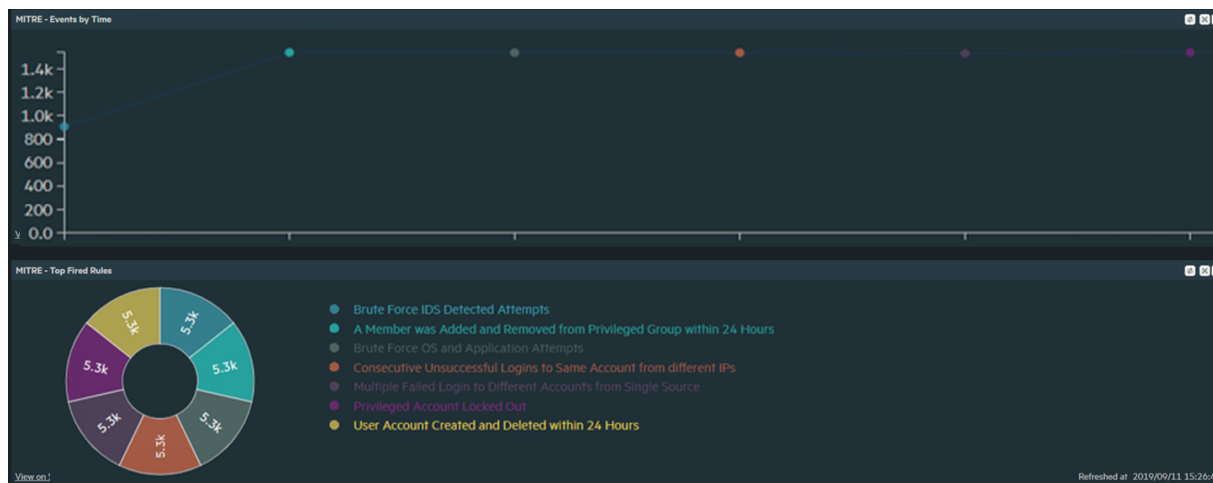 MITRE - Events by Time
1.4k
1.2k
1.0k
800
600
400
200
0.0
MITRE - Top Fired Rules
5.3k
5.3k
5.3k
5.3k
5.3k
5.3k
5.3k
Brute Force IDS Detected Attempts
A Member was Added and Removed from Privileged Group within 24 Hours
Brute Force OS and Application Attempts
Consecutive Unsuccessful Logins to Same Account from different IPs
Multiple Failed Login to Different Accounts from Single Source
Privileged Account Locked Out
User Account Created and Deleted within 24 Hours
View on
Refreshed at 2019/09/11 15:26: